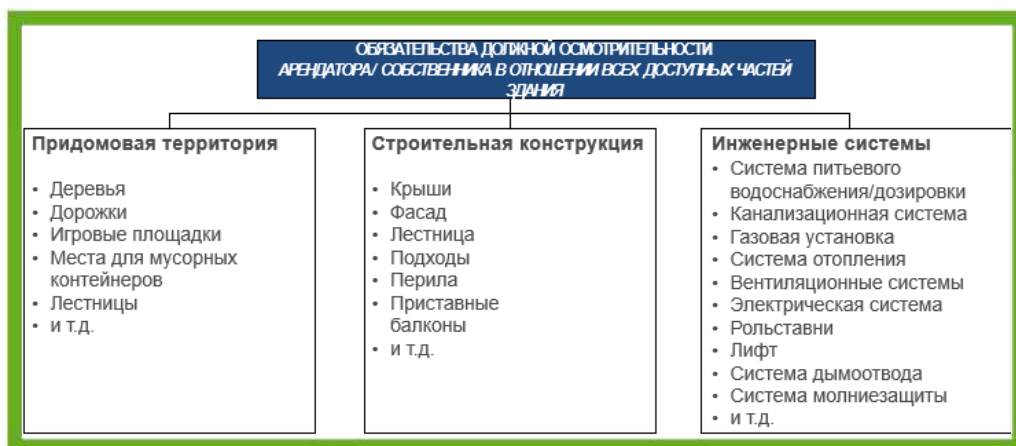 ОБЯЗАТЕЛЬСТВА ДОЛЖНОЙ ОСМОТРИТЕЛЬНОСТИ
АРЕНДАТОРА/ СОБСТВЕННИКА В ОТНОШЕНИИ ВСЕХ ДОСТУПНЫХ ЧАСТЕЙ
ЗДАНИЯ
Придомовая территория
• Деревья
• Дорожки
• Игровые площадки
• Места для мусорных
контейнеров
• Лестницы
• и т.д.
Строительная конструкция
• Крыши
• Фасад
• Лестница
• Подходы
• Перила
• Приставные
балконы
• и т.д.
Инженерные системы
• Система питьевого
водоснабжения/дозировки
• Канализационная система
• Газовая установка
• Система отопления
• Вентиляционные системы
• Электрическая система
• Рольставни
• Лифт
• Система дымоотвода
• Система молниезащиты
• и т.д.